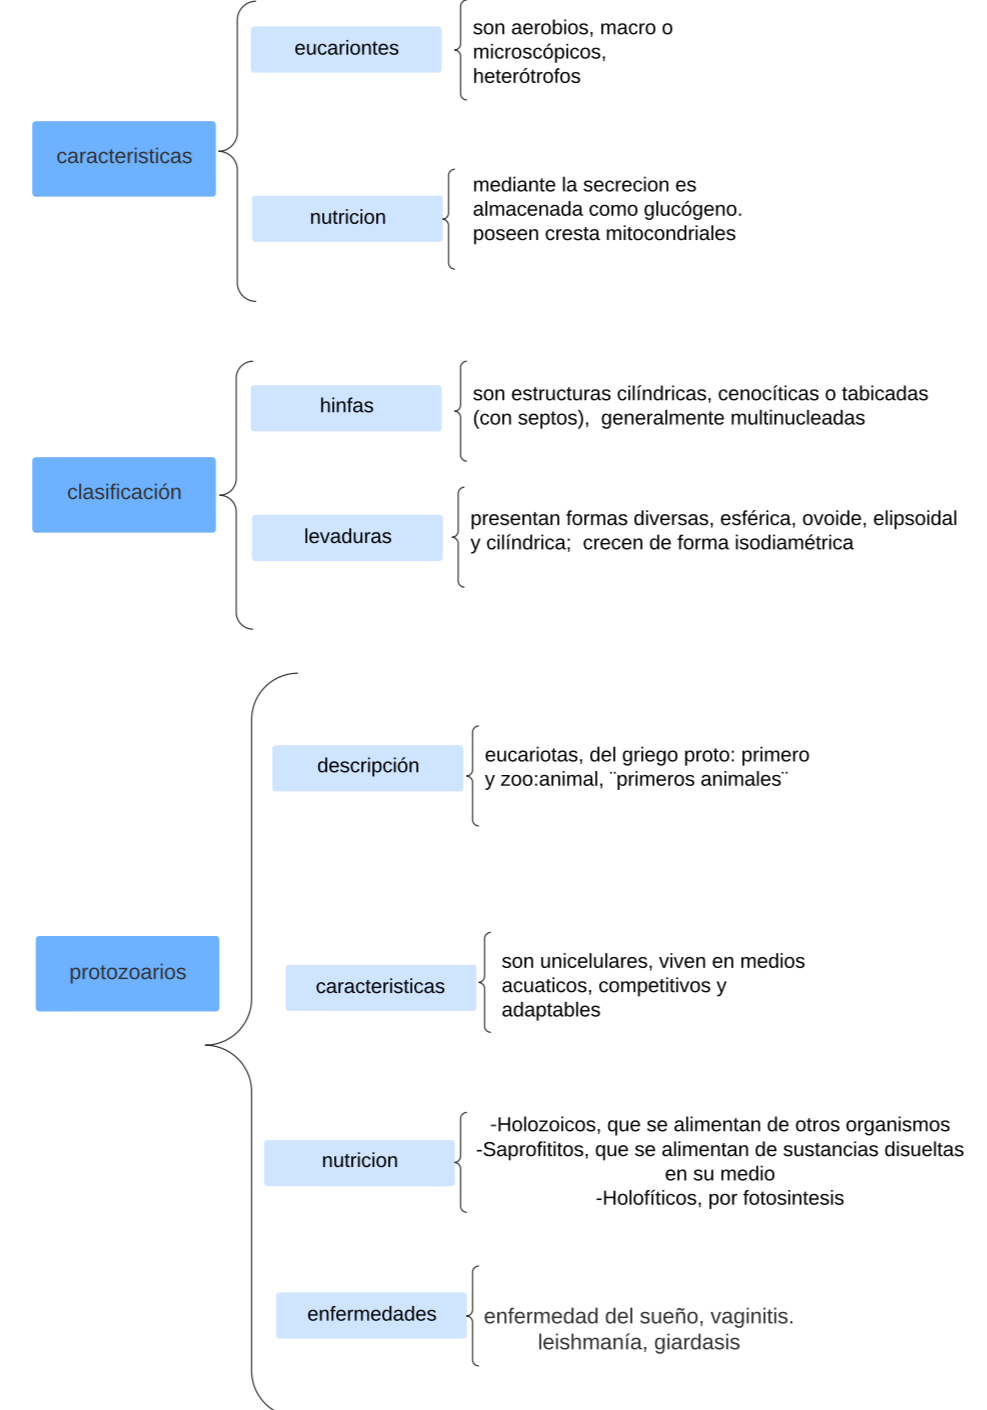 eucariontes
son aerobios, macro o
microscópicos,
heterótrofos
caracteristicas
nutricion
mediante la secrecion es
almacenada como glucógeno.
poseen cresta mitocondriales
hinfas
son estructuras cilíndricas, cenocíticas o tabicadas
(con septos),  generalmente multinucleadas
clasificación
levaduras
presentan formas diversas, esférica, ovoide, elipsoidal
y cilíndrica;  crecen de forma isodiamétrica
descripción
eucariotas, del griego proto: primero
y zoo:animal, ¨primeros animales¨
protozoarios
caracteristicas
son unicelulares, viven en medios
acuaticos, competitivos y
adaptables
nutricion
-Holozoicos, que se alimentan de otros organismos
-Saprofititos, que se alimentan de sustancias disueltas
en su medio
-Holofíticos, por fotosintesis
enfermedades
enfermedad del sueño, vaginitis.
leishmanía, giardasis